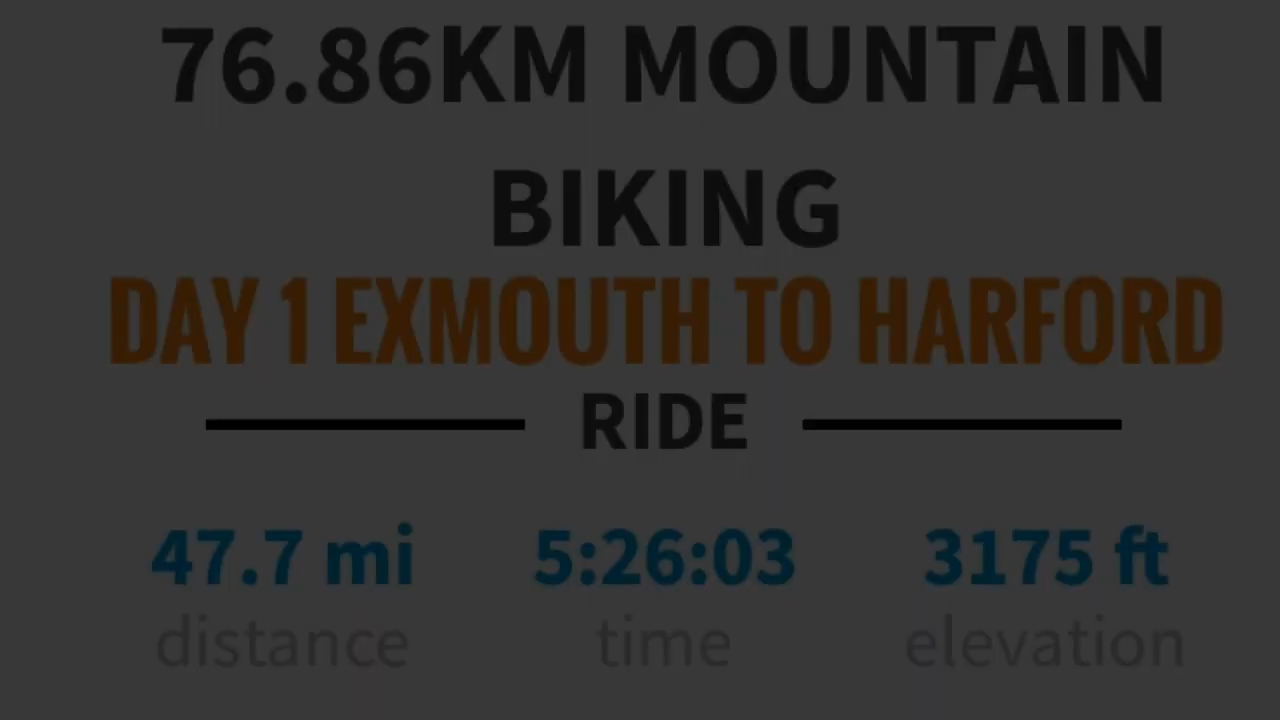 76.86KM MOUNTAIN
BIKING
DAY 1 EXMOUTH TO HARFORD
RIDE
47.7 mi 5:26:03 3175 ft
distance time elevation